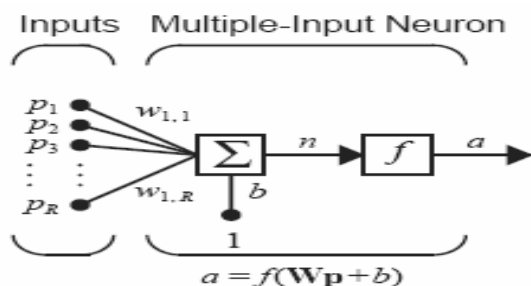 Inputs Multiple-Input Neuron
p1
p2
p3
pR
w1,1
w1,R
Σ
n
f
a
b
1
a = f(Wp + b)